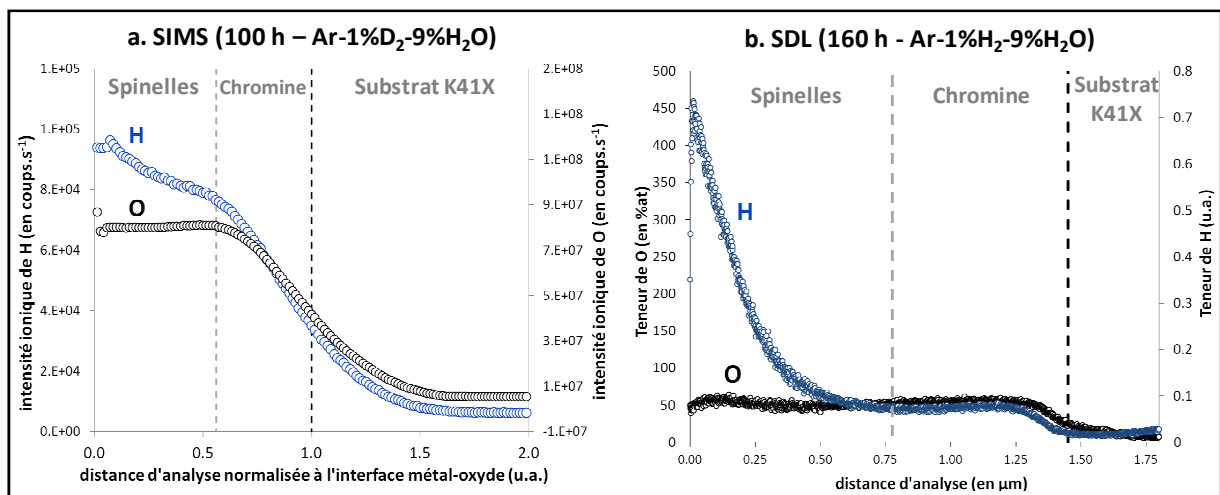 a. SIMS (100 h – Ar-1%D₂-9%H₂O)
1.E+05
1.E+05
8.E+04
6.E+04
4.E+04
2.E+04
0.E+00
intensité ionique de H (en coups.s⁻¹)
Spinelles
Chromine
Substrat K41X
H
O
2.E+08
1.E+08
1.E+08
9.E+07
7.E+07
5.E+07
3.E+07
1.E+07
-1.E+07
intensité ionique de O (en coups.s⁻¹)
0.0
0.5
1.0
1.5
2.0
distance d'analyse normalisée à l'interface métal-oxyde (u.a.)
b. SDL (160 h - Ar-1%H₂-9%H₂O)
500
450
400
350
300
250
200
150
100
50
0
Teneur de O (en %at)
Spinelles
Chromine
Substrat
K41X
H
O
0.8
0.7
0.6
0.5
0.4
0.3
0.2
0.1
0
Teneur de H (u.a.)
0.00
0.25
0.50
0.75
1.00
1.25
1.50
1.75
distance d'analyse (en µm)